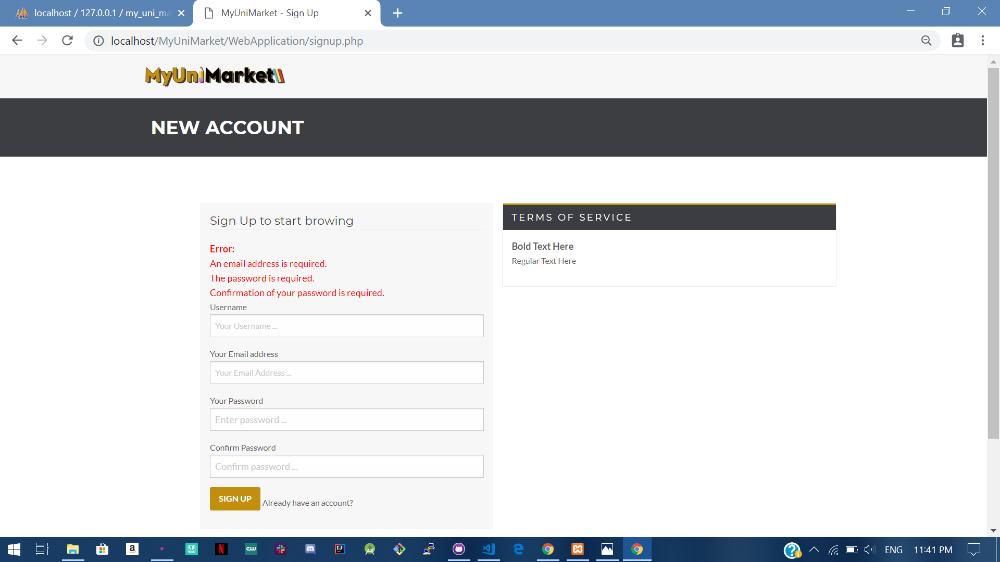 localhost / 127.0.0.1 / my_uni_ma
MyUniMarket - Sign Up
localhost/MyUniMarket/WebApplication/signup.php
MyUniMarket
NEW ACCOUNT
Sign Up to start browing
Error:
An email address is required.
The password is required.
Confirmation of your password is required.
Username
Your Username ...
Your Email address
Your Email Address ...
Your Password
Enter password ...
Confirm Password
Confirm password ...
SIGN UP Already have an account?
TERMS OF SERVICE
Bold Text Here
Regular Text Here
ENG
11:41 PM